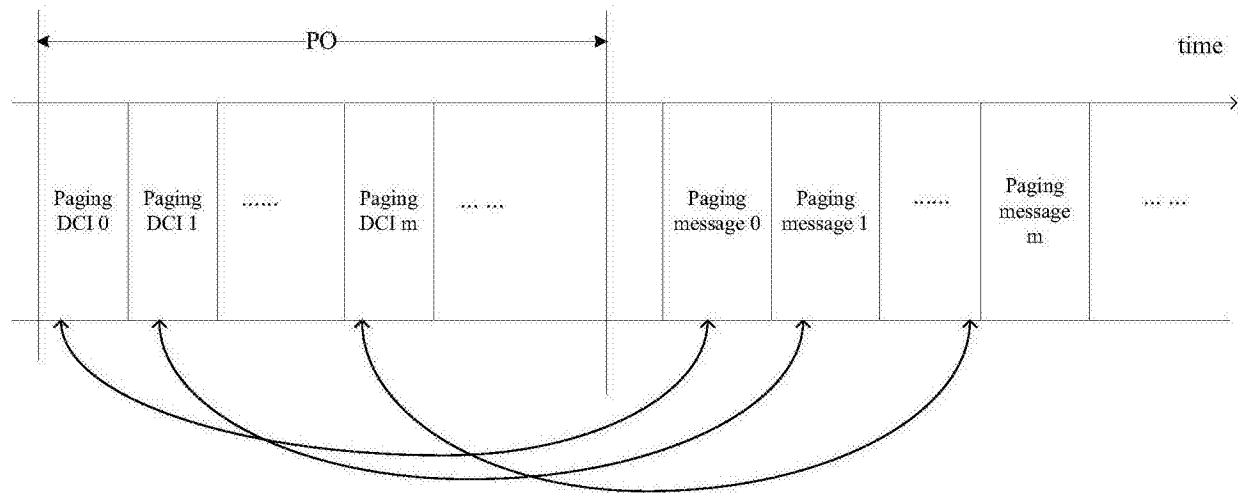 PO
time
Paging
DCI 0
Paging
DCI 1
......
Paging
DCI m
... ...
Paging
message 0
Paging
message 1
......
Paging
message
m
... ...